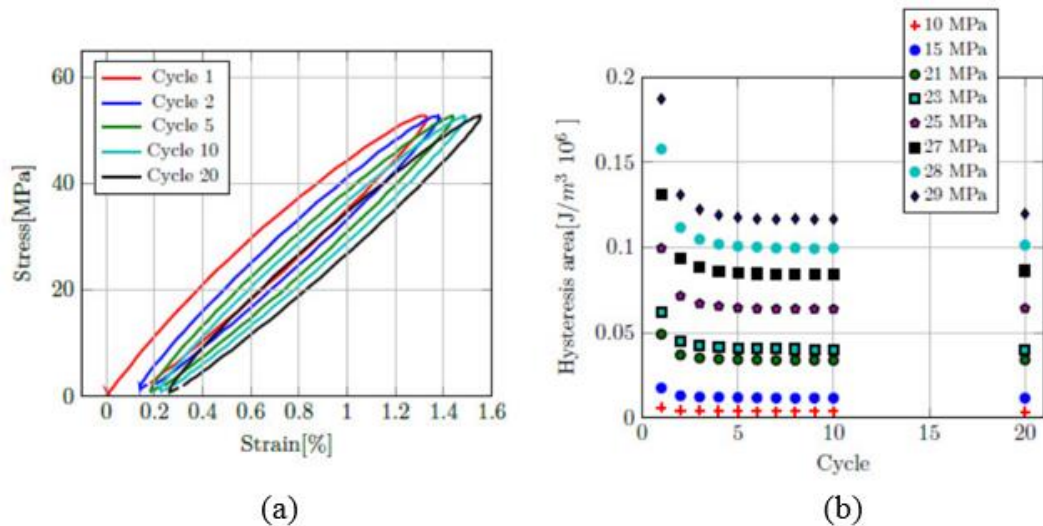 60
40
20
0
Stress[MPa]
Cycle 1
Cycle 2
Cycle 5
Cycle 10
Cycle 20
0 0.2 0.4 0.6 0.8 1 1.2 1.4 1.6
Strain[%]
(a)
10 MPa
15 MPa
21 MPa
23 MPa
25 MPa
27 MPa
28 MPa
29 MPa
0.2
0.15
0.1
0.05
0
Hysteresis area[J/m³ 10⁶ ]
0 5 10 15 20
Cycle
(b)